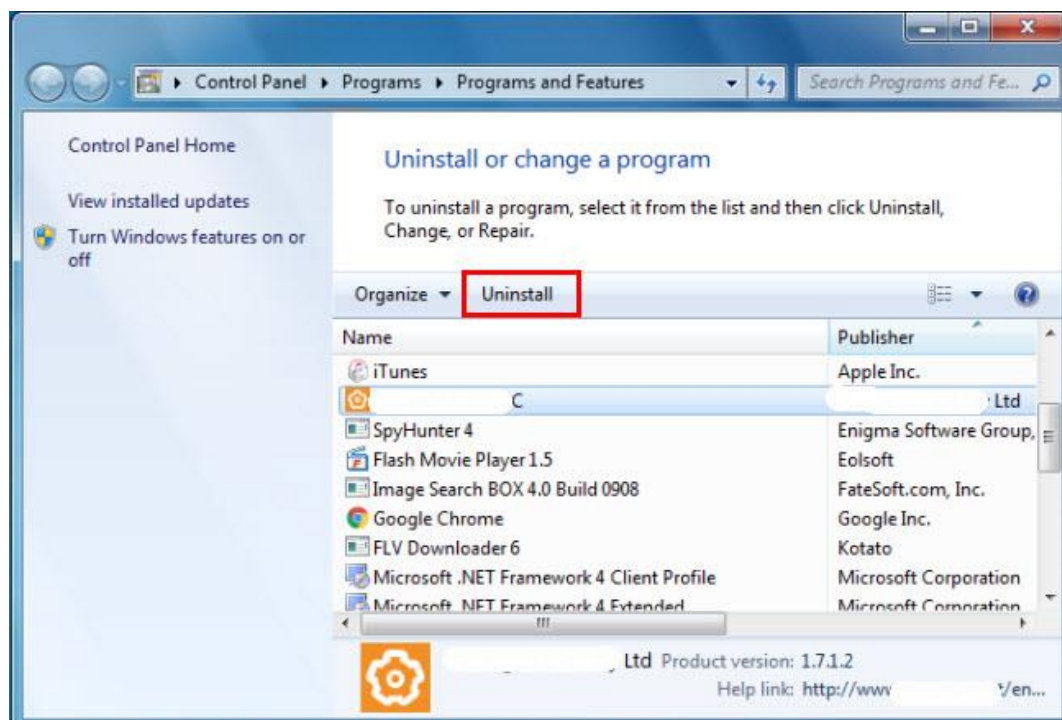 Control Panel Programs Programs and Features Search Programs and Fe...
Control Panel Home
View installed updates
Turn Windows features on or
off
Uninstall or change a program
To uninstall a program, select it from the list and then click Uninstall,
Change, or Repair.
Organize Uninstall
Name Publisher
iTunes Apple Inc.
C Ltd
SpyHunter 4 Enigma Software Group,
Flash Movie Player 1.5 Eolsoft
Image Search BOX 4.0 Build 0908 FateSoft.com, Inc.
Google Chrome Google Inc.
FLV Downloader 6 Kotato
Microsoft .NET Framework 4 Client Profile Microsoft Corporation
Microsoft .NET Framework 4 Extended Microsoft Corporation
Ltd Product version: 1.7.1.2
Help link: http://www /en...